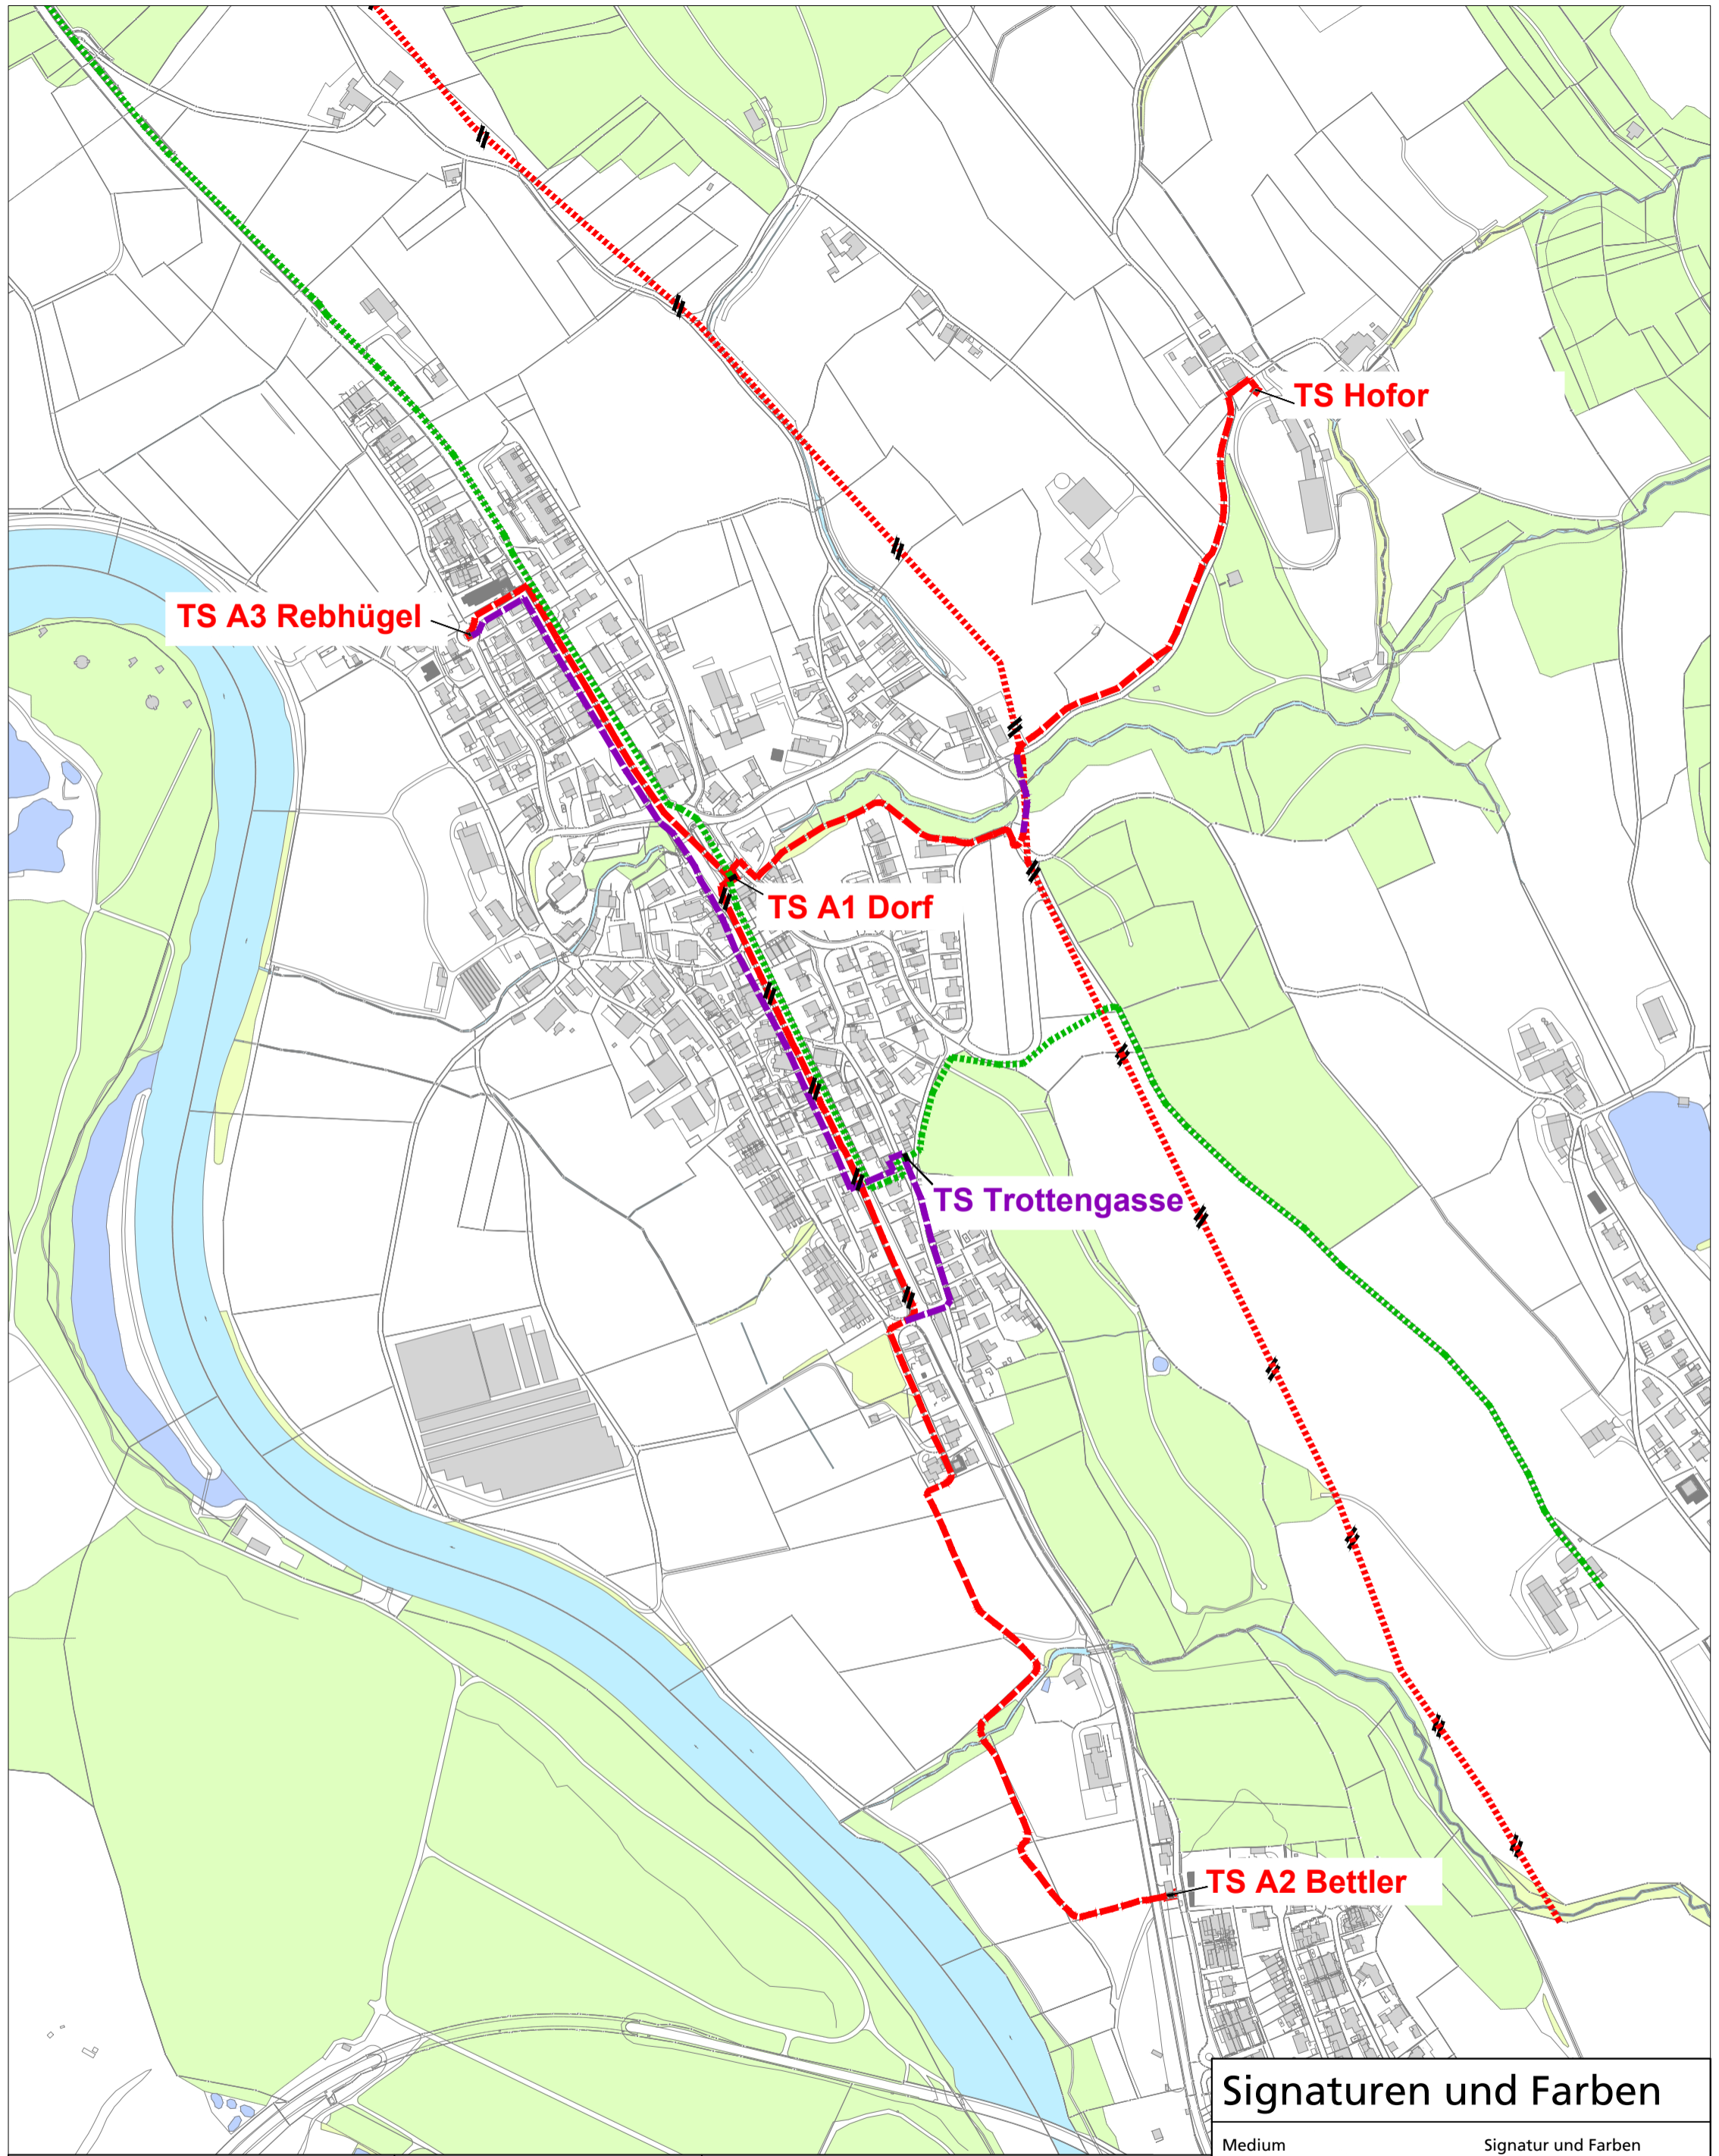 TS Hofor
TS A3 Rebhügel
TS A1 Dorf
TS Trottengasse
TS A2 Bettler
Signaturen und Farben
Medium Signatur und Farben